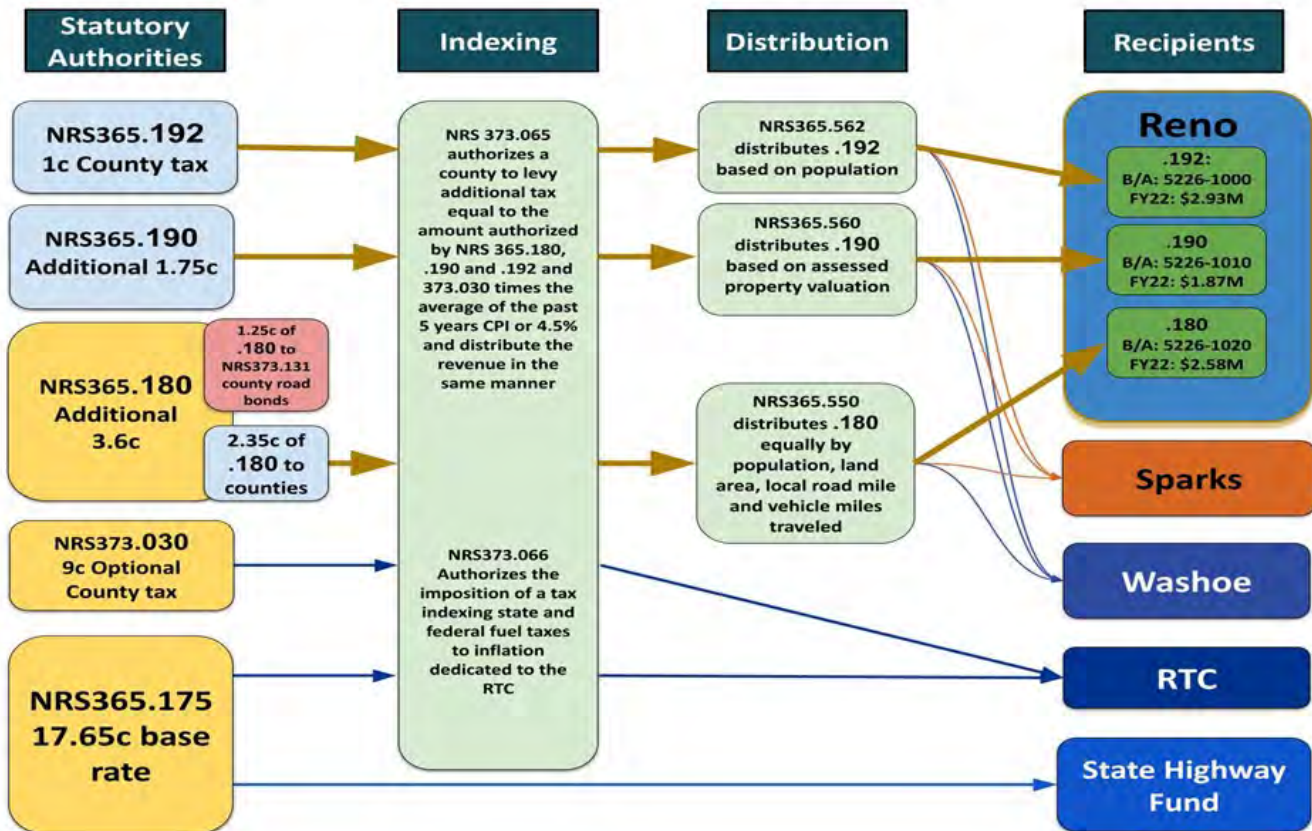 Statutory
Authorities
Indexing
Distribution
Recipients
NRS365.192
1c County tax
NRS365.190
Additional 1.75c
NRS365.180
Additional
3.6c
1.25c of
.180 to
NRS373.131
county road
bonds
2.35c of
.180 to
counties
NRS373.030
9c Optional
County tax
NRS365.175
17.65c base
rate
NRS 373.065
authorizes a
county to levy
additional tax
equal to the
amount authorized
by NRS 365.180,
.190 and .192 and
373.030 times the
average of the past
5 years CPI or 4.5%
and distribute the
revenue in the
same manner
NRS373.066
Authorizes the
imposition of a tax
indexing state and
federal fuel taxes
to inflation
dedicated to the
RTC
NRS365.562
distributes .192
based on population
NRS365.560
distributes .190
based on assessed
property valuation
NRS365.550
distributes .180
equally by
population, land
area, local road mile
and vehicle miles
traveled
Reno
.192:
B/A: 5226-1000
FY22: $2.93M
.190
B/A: 5226-1010
FY22: $1.87M
.180
B/A: 5226-1020
FY22: $2.58M
Sparks
Washoe
RTC
State Highway
Fund